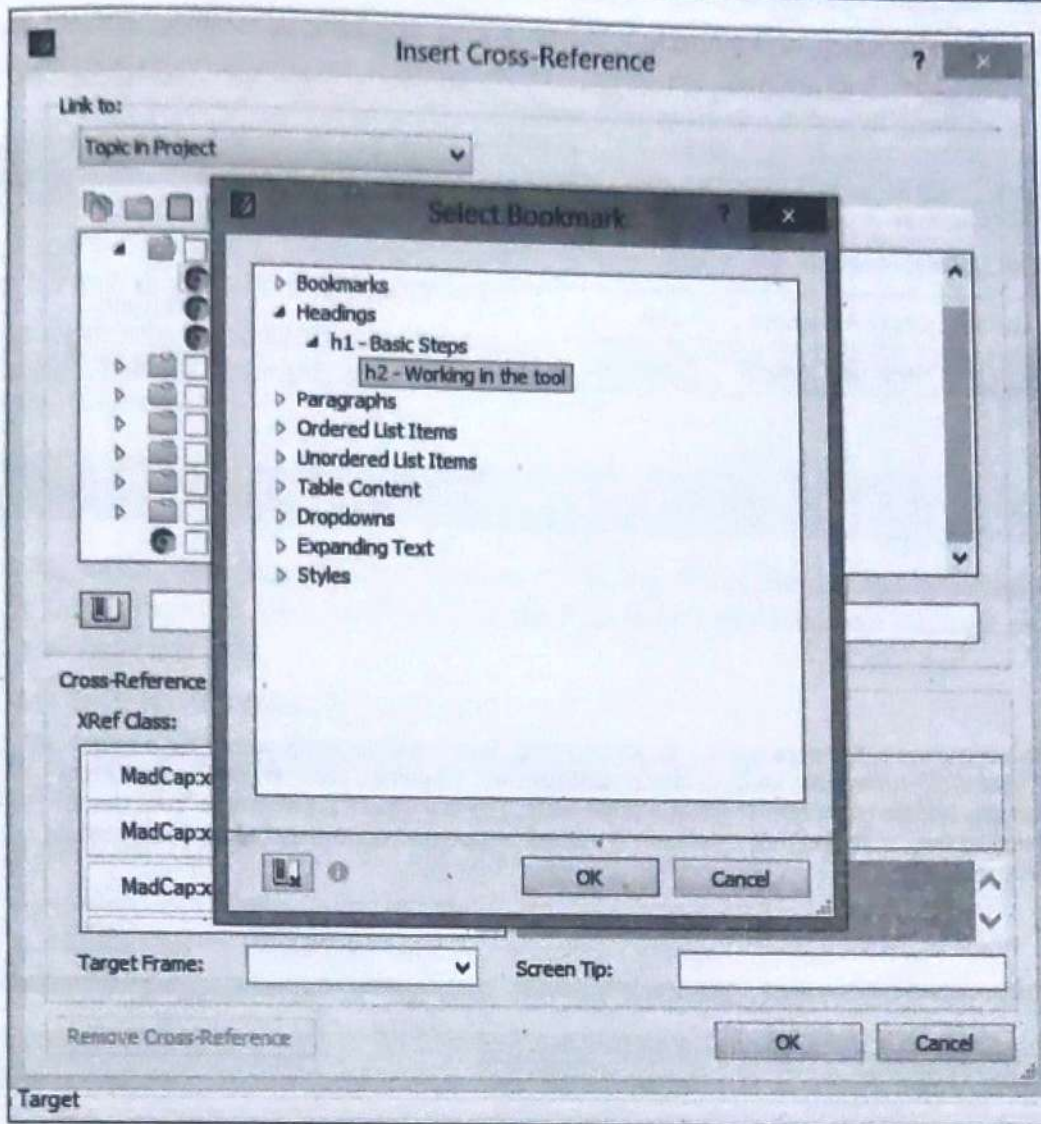 Insert Cross-Reference
?
Link to:
Topic in Project
Select Bookmark
? ×
Bookmarks
Headings
h1 - Basic Steps
h2 - Working in the tool
Paragraphs
Ordered List Items
Unordered List Items
Table Content
Dropdowns
Expanding Text
Styles
Cross-Reference
XRef Class:
MadCap:x
MadCap:x
MadCap:x
OK
Cancel
Target Frame:
Screen Tip:
Remove Cross-Reference
OK
Cancel
Target